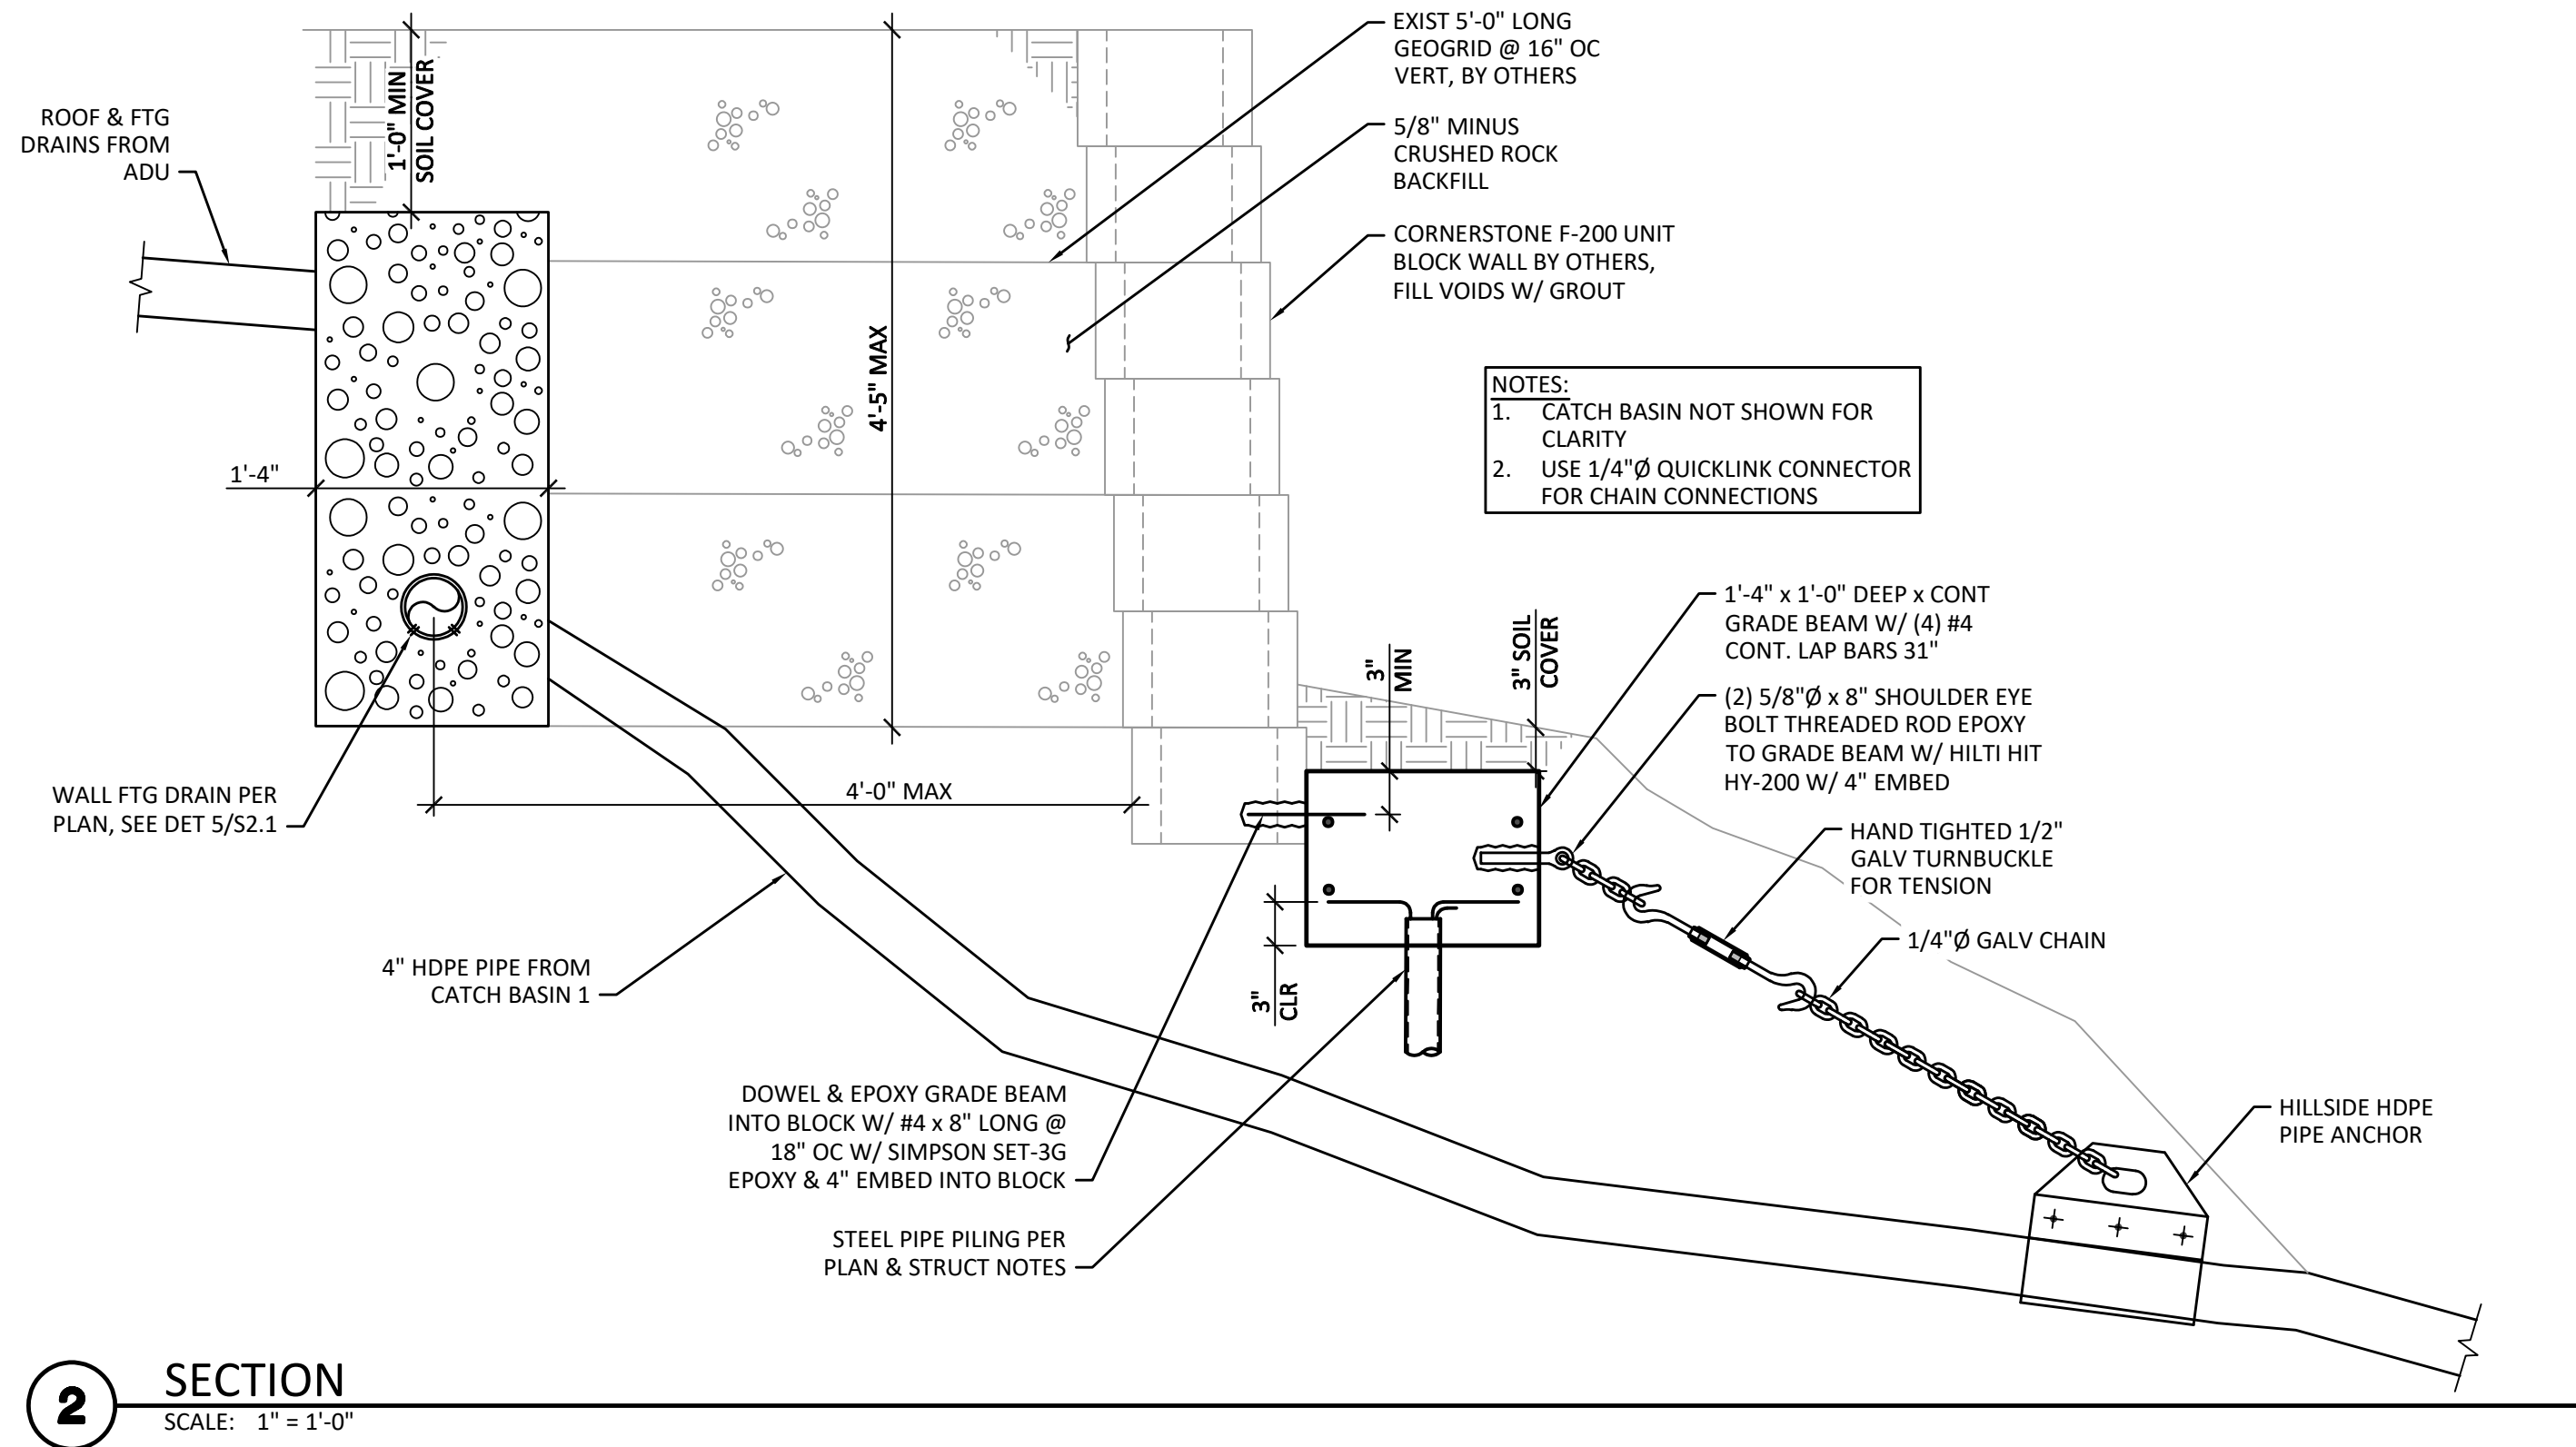 EXIST 5'-0" LONG
GEOGRID @ 16" OC
VERT, BY OTHERS
1'-0" MIN
SOIL COVER
ROOF & FTG
DRAINS FROM
ADU
5/8" MINUS
CRUSHED ROCK
BACKFILL
CORNERSTONE F-200 UNIT
BLOCK WALL BY OTHERS,
FILL VOIDS W/ GROUT
4'-5" MAX
NOTES:
1. CATCH BASIN NOT SHOWN FOR
CLARITY
2. USE 1/4"Ø QUICKLINK CONNECTOR
FOR CHAIN CONNECTIONS
1'-4"
1'-4" x 1'-0" DEEP x CONT
GRADE BEAM W/ (4) #4
CONT. LAP BARS 31"
3"
MIN
3" SOIL
COVER
(2) 5/8"Ø x 8" SHOULDER EYE
BOLT THREADED ROD EPOXY
TO GRADE BEAM W/ HILTI HIT
HY-200 W/ 4" EMBED
WALL FTG DRAIN PER
PLAN, SEE DET 5/S2.1
4'-0" MAX
HAND TIGHTED 1/2"
GALV TURNBUCKLE
FOR TENSION
1/4"Ø GALV CHAIN
4" HDPE PIPE FROM
CATCH BASIN 1
3"
CLR
DOWEL & EPOXY GRADE BEAM
INTO BLOCK W/ #4 x 8" LONG @
18" OC W/ SIMPSON SET-3G
EPOXY & 4" EMBED INTO BLOCK
HILLSIDE HDPE
PIPE ANCHOR
STEEL PIPE PILING PER
PLAN & STRUCT NOTES
2
SECTION
SCALE: 1" = 1'-0"